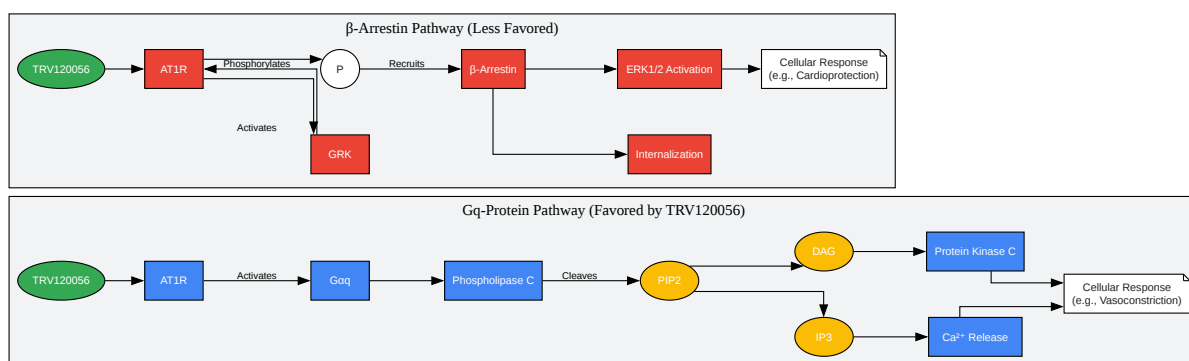 β-Arrestin Pathway (Less Favored)
TRV120056
AT1R
Phosphorylates
P
Recruits
β-Arrestin
ERK1/2 Activation
Cellular Response
(e.g., Cardioprotection)
Activates
GRK
Internalization
Gq-Protein Pathway (Favored by TRV120056)
TRV120056
AT1R
Activates
Gαq
Phospholipase C
Cleaves
PIP2
DAG
Protein Kinase C
Cellular Response
(e.g., Vasoconstriction)
IP3
Ca²⁺ Release